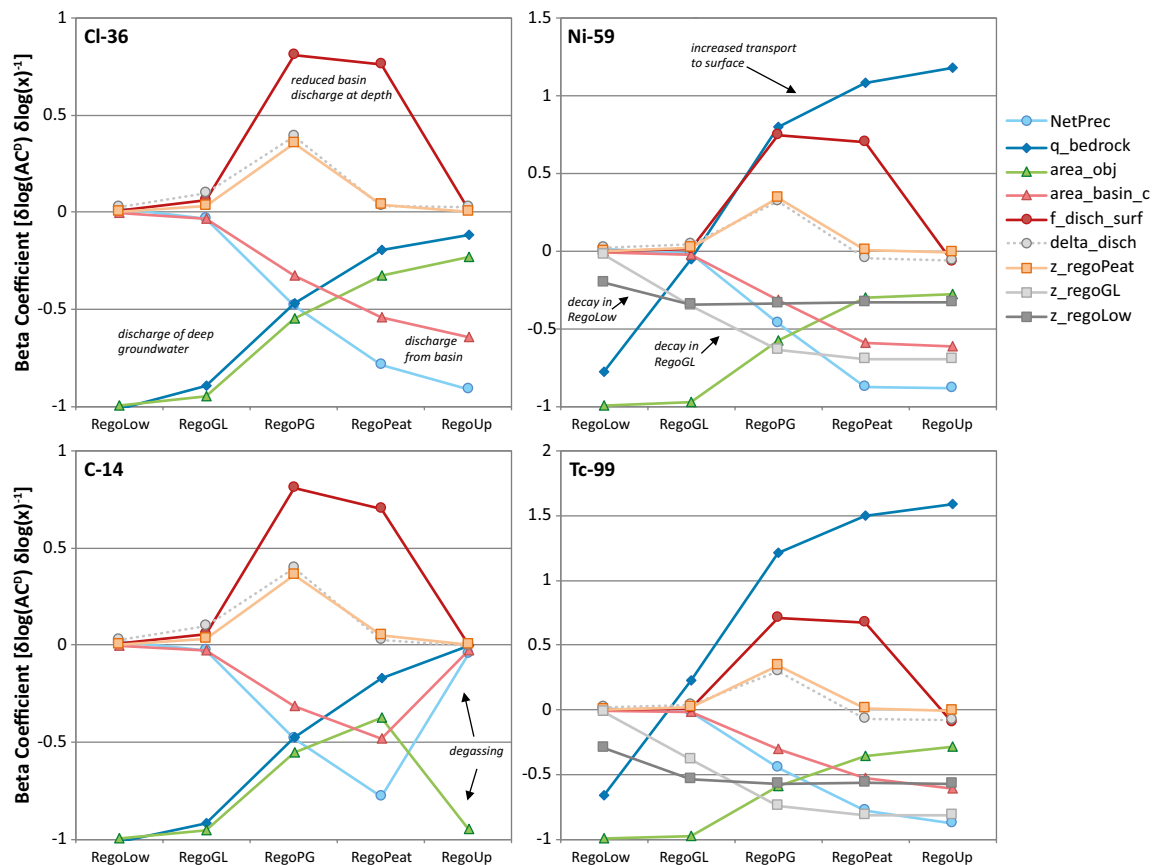 Beta Coefficient [δlog(ACᴰ) δlog(x)⁻¹]
1
0.5
0
-0.5
-1
Cl-36
reduced basin
discharge at depth
discharge of deep
groundwater
discharge
from basin
RegoLow RegoGL RegoPG RegoPeat RegoUp
1.5
1
0.5
0
-0.5
-1
Ni-59
increased transport
to surface
decay in
RegoLow
decay in
RegoGL
RegoLow RegoGL RegoPG RegoPeat RegoUp
NetPrec
q_bedrock
area_obj
area_basin_c
f_disch_surf
delta_disch
z_regoPeat
z_regoGL
z_regoLow
Beta Coefficient [δlog(ACᴰ) δlog(x)⁻¹]
1
0.5
0
-0.5
-1
C-14
degassing
RegoLow RegoGL RegoPG RegoPeat RegoUp
2
1.5
1
0.5
0
-0.5
-1
Tc-99
RegoLow RegoGL RegoPG RegoPeat RegoUp